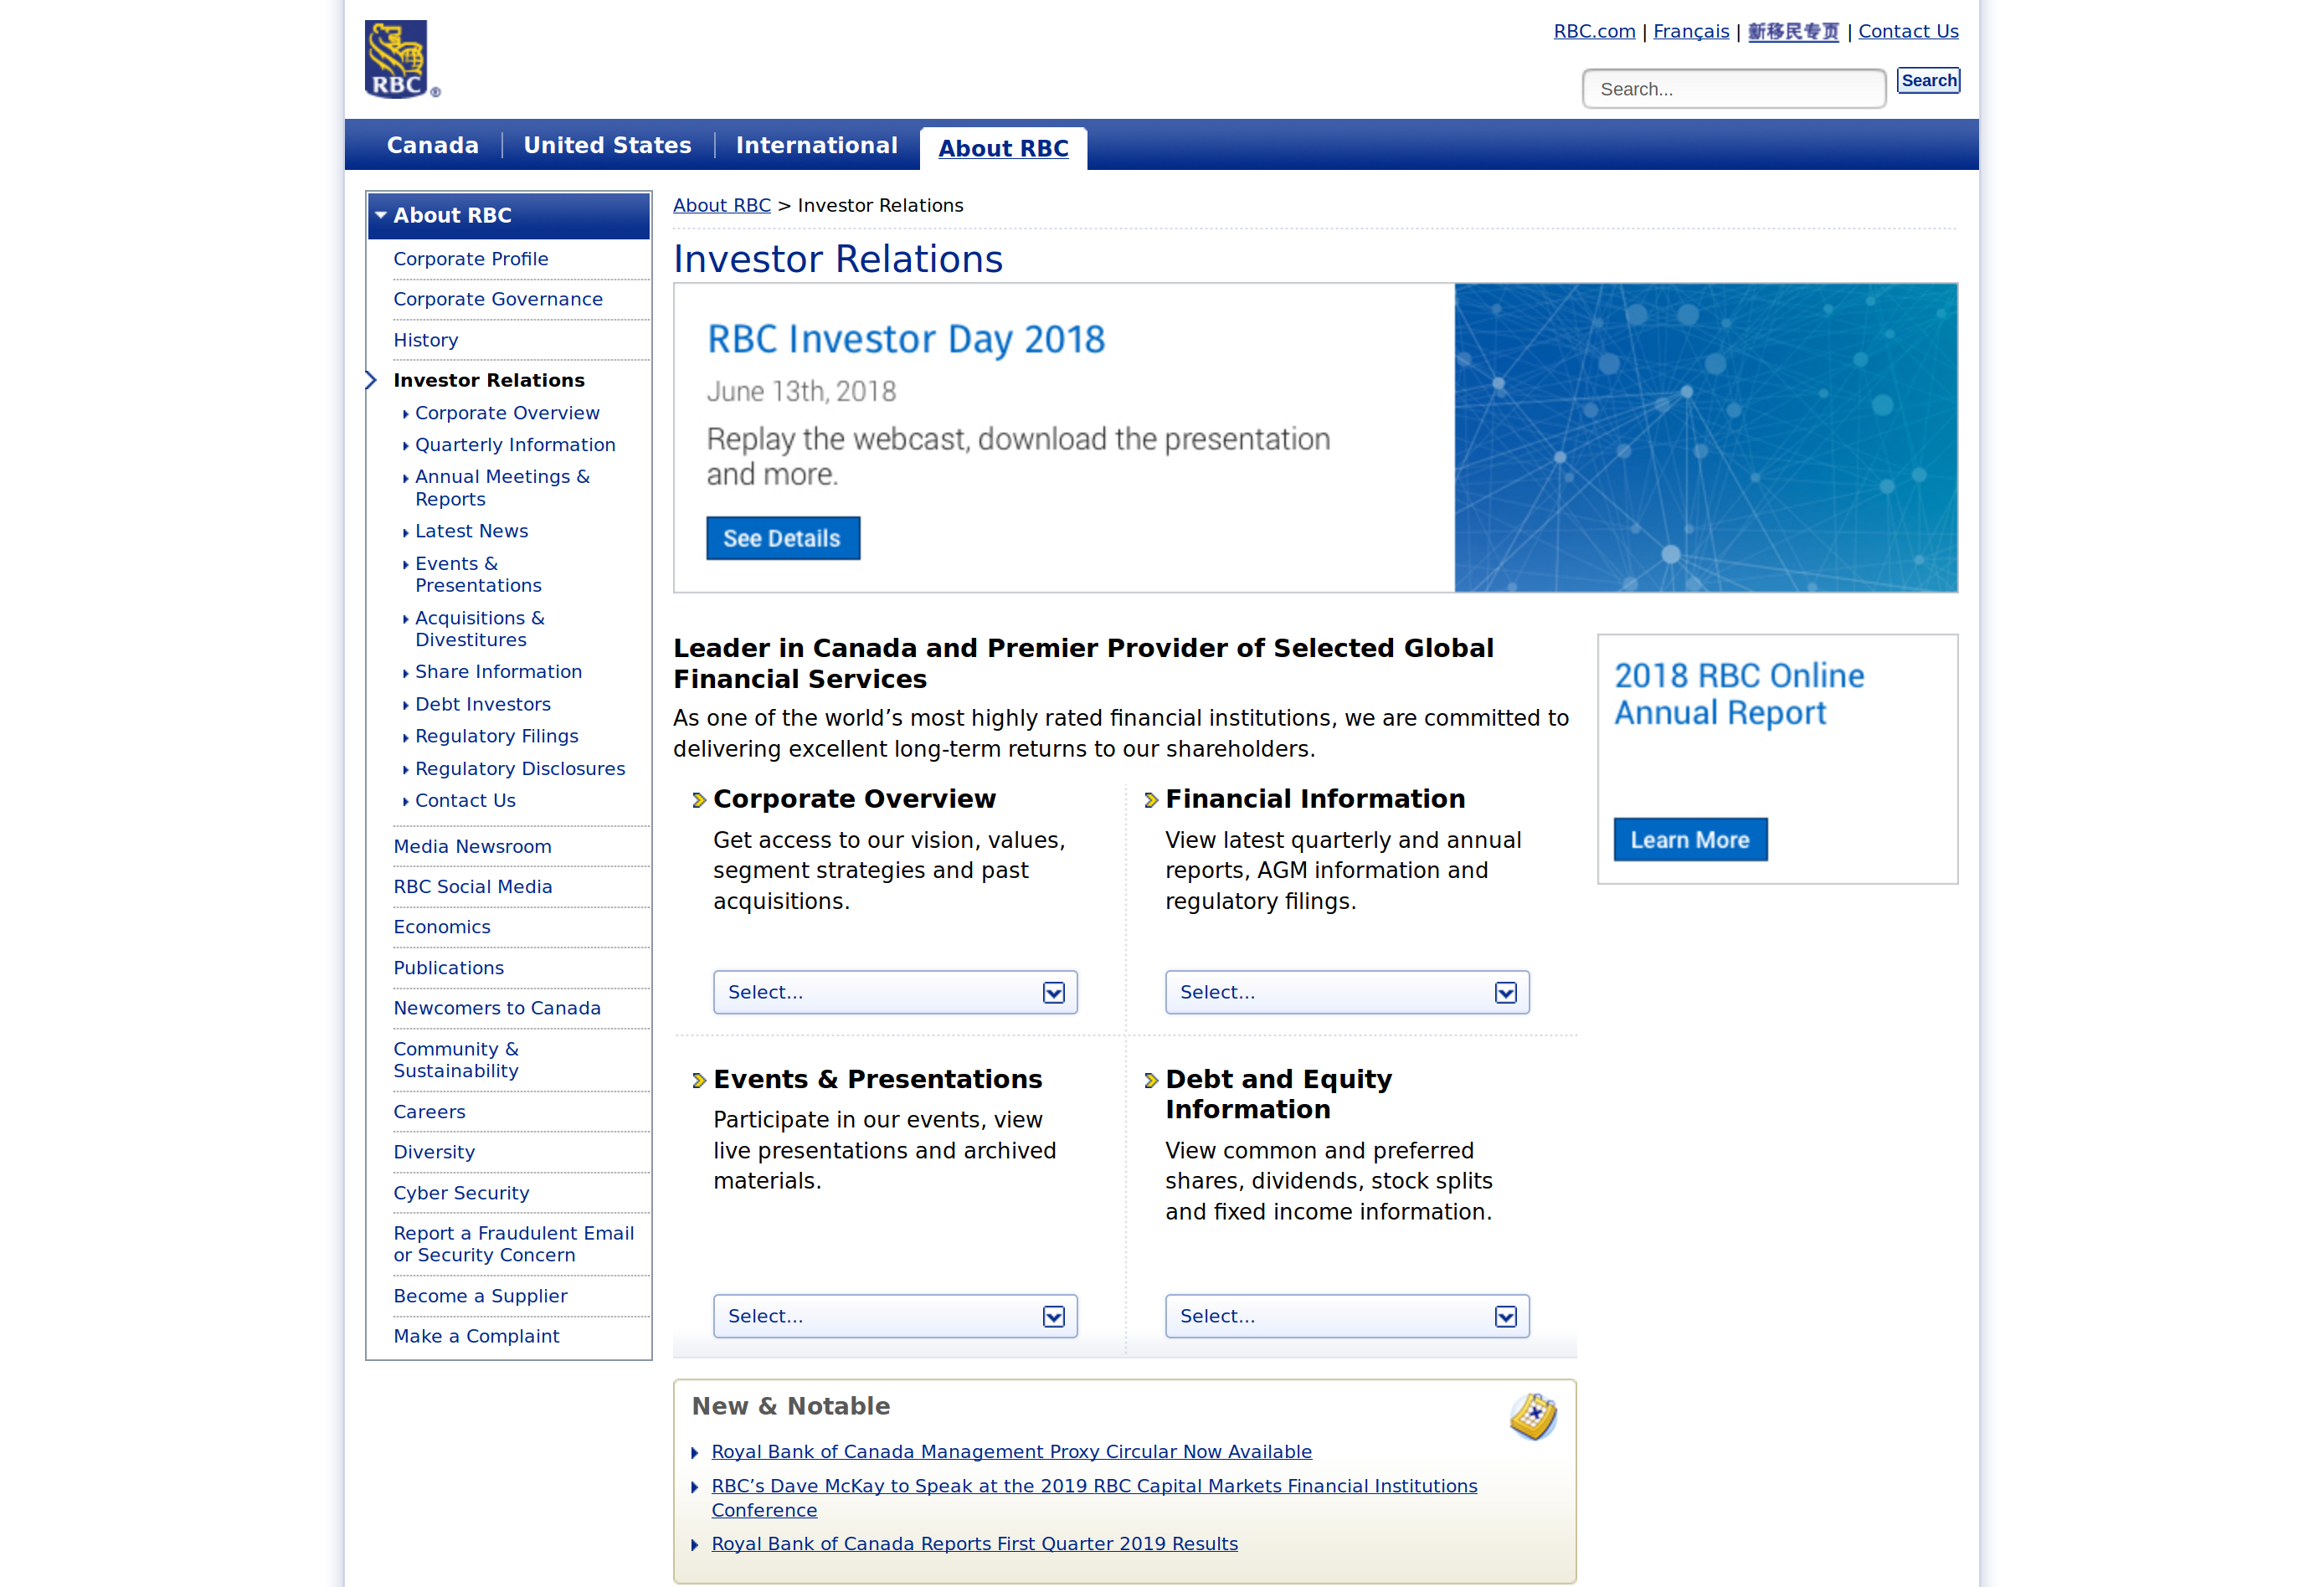 RBC ®
RBC.com | Français | 新移民专页 | Contact Us
Search...
Search
Canada
United States
International
About RBC
About RBC
Corporate Profile
Corporate Governance
History
Investor Relations
Corporate Overview
Quarterly Information
Annual Meetings &
Reports
Latest News
Events &
Presentations
Acquisitions &
Divestitures
Share Information
Debt Investors
Regulatory Filings
Regulatory Disclosures
Contact Us
Media Newsroom
RBC Social Media
Economics
Publications
Newcomers to Canada
Community &
Sustainability
Careers
Diversity
Cyber Security
Report a Fraudulent Email
or Security Concern
Become a Supplier
Make a Complaint
About RBC > Investor Relations
Investor Relations
RBC Investor Day 2018
June 13th, 2018
Replay the webcast, download the presentation
and more.
See Details
Leader in Canada and Premier Provider of Selected Global
Financial Services
As one of the world’s most highly rated financial institutions, we are committed to
delivering excellent long-term returns to our shareholders.
Corporate Overview
Get access to our vision, values,
segment strategies and past
acquisitions.
Select...
Financial Information
View latest quarterly and annual
reports, AGM information and
regulatory filings.
Select...
Events & Presentations
Participate in our events, view
live presentations and archived
materials.
Select...
Debt and Equity
Information
View common and preferred
shares, dividends, stock splits
and fixed income information.
Select...
2018 RBC Online
Annual Report
Learn More
New & Notable
Royal Bank of Canada Management Proxy Circular Now Available
RBC’s Dave McKay to Speak at the 2019 RBC Capital Markets Financial Institutions
Conference
Royal Bank of Canada Reports First Quarter 2019 Results